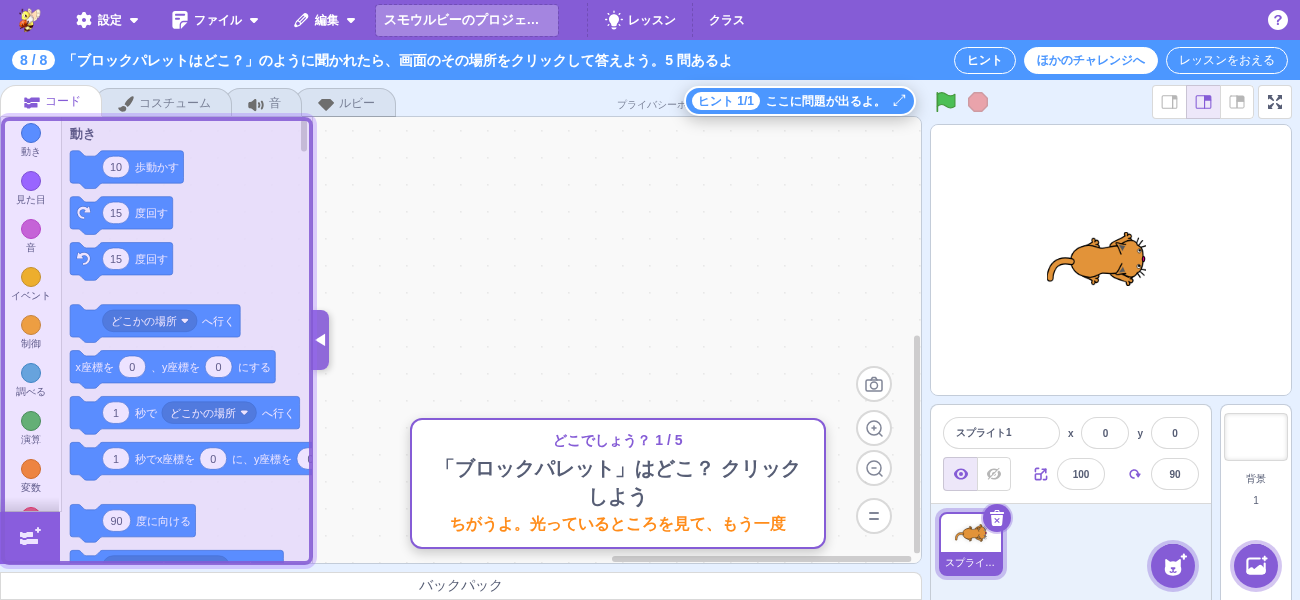 設定
ファイル
編集
スモウルビーのプロジェ…
レッスン
クラス
?
8 / 8
「ブロックパレットはどこ？」のように聞かれたら、画面のその場所をクリックして答えよう。5 問あるよ
ヒント
ほかのチャレンジへ
レッスンをおえる
コード
コスチューム
音
ルビー
ヒント 1/1 ここに問題が出るよ。
動き
見た目
音
イベント
制御
調べる
演算
変数
動き
10 歩動かす
15 度回す
15 度回す
どこかの場所 へ行く
x座標を 0 、y座標を 0 にする
1 秒で どこかの場所 へ行く
1 秒でx座標を 0 に、y座標を
90 度に向ける
どこでしょう？ 1 / 5
「ブロックパレット」はどこ？ クリック
しよう
ちがうよ。光っているところを見て、もう一度
バックパック
スプライト1
x 0
y 0
100
90
スプライ…
背景
1